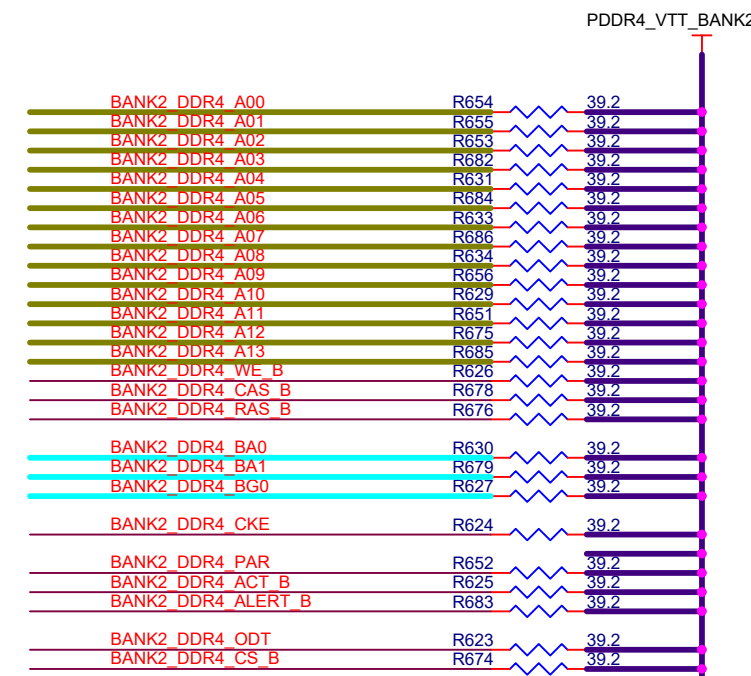 PDDR4_VTT_BANK2
BANK2_DDR4_A00 R654 39.2
BANK2_DDR4_A01 R655 39.2
BANK2_DDR4_A02 R653 39.2
BANK2_DDR4_A03 R682 39.2
BANK2_DDR4_A04 R631 39.2
BANK2_DDR4_A05 R684 39.2
BANK2_DDR4_A06 R633 39.2
BANK2_DDR4_A07 R686 39.2
BANK2_DDR4_A08 R634 39.2
BANK2_DDR4_A09 R656 39.2
BANK2_DDR4_A10 R629 39.2
BANK2_DDR4_A11 R651 39.2
BANK2_DDR4_A12 R675 39.2
BANK2_DDR4_A13 R685 39.2
BANK2_DDR4_WE_B R626 39.2
BANK2_DDR4_CAS_B R678 39.2
BANK2_DDR4_RAS_B R676 39.2
BANK2_DDR4_BA0 R630 39.2
BANK2_DDR4_BA1 R679 39.2
BANK2_DDR4_BG0 R627 39.2
BANK2_DDR4_CKE R624 39.2
BANK2_DDR4_PAR R652 39.2
BANK2_DDR4_ACT_B R625 39.2
BANK2_DDR4_ALERT_B R683 39.2
BANK2_DDR4_ODT R623 39.2
BANK2_DDR4_CS_B R674 39.2